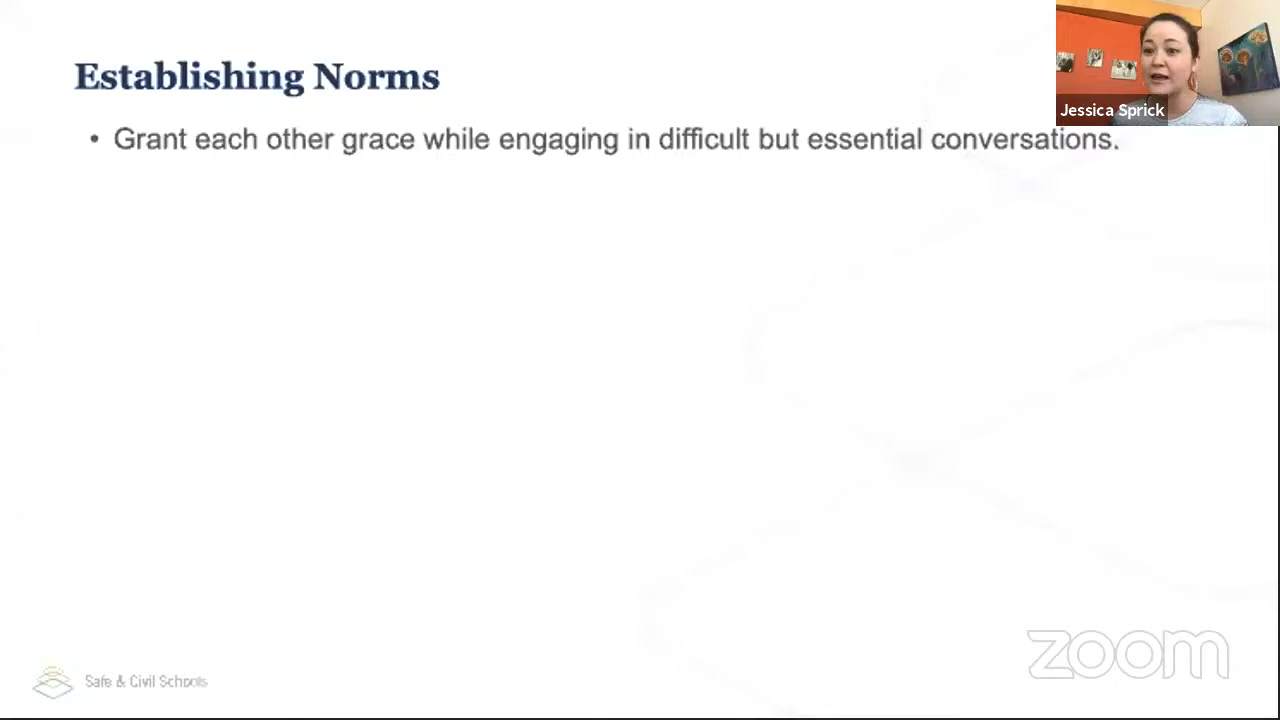 Establishing Norms
Jessica Sprick
• Grant each other grace while engaging in difficult but essential conversations.
Safe & Civil Schools
zoom